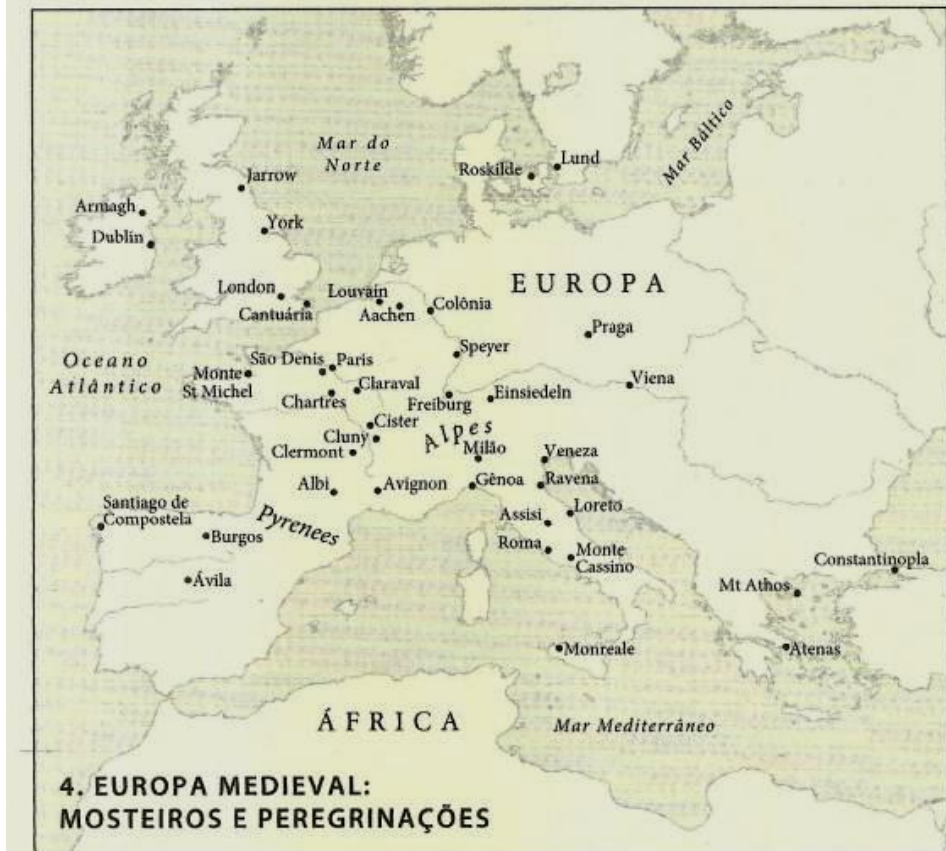 Mar do
Norte
Mar Báltico
Lund
Roskilde
Jarrow
Armagh
York
Dublin
EUROPA
London
Louvain
Cantuária
Aachen
Colônia
Praga
Speyer
Oceano
Atlântico
São Denis
Paris
Monte
St Michel
Claraval
Chartres
Freiburg
Einsiedeln
Viena
Cister
Cluny
Alpes
Clermont
Milão
Veneza
Albi
Avignon
Gênoa
Ravena
Santiago de
Compostela
Pyrenees
Burgos
Assisi
Loreto
Roma
Monte
Cassino
Constantinopla
Ávila
Mt Athos
Monreale
Atenas
ÁFRICA
Mar Mediterrâneo
4. EUROPA MEDIEVAL:
MOSTEIROS E PEREGRINAÇÕES